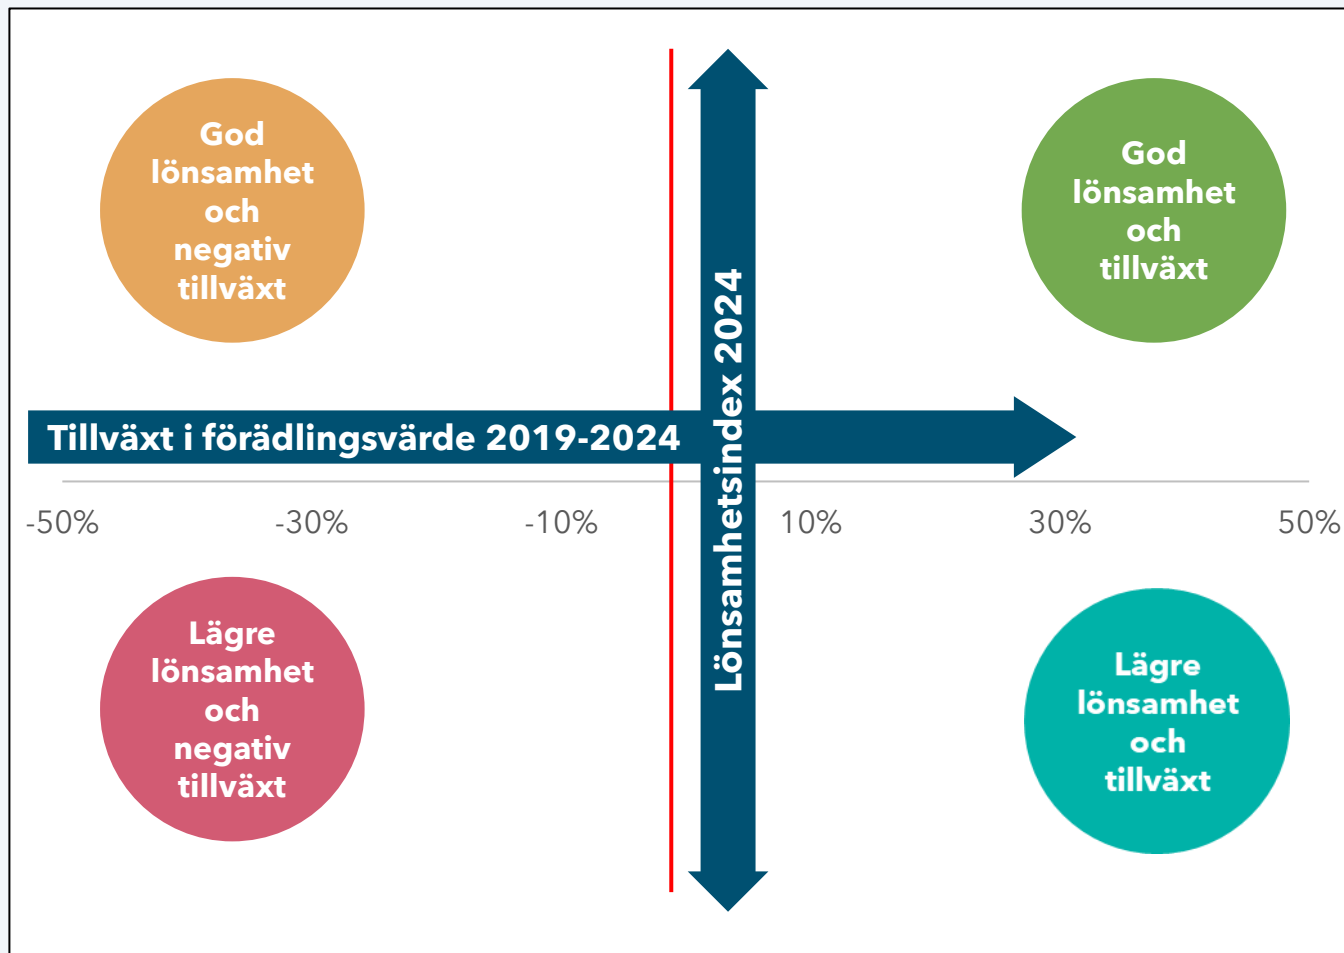 God
lönsamhet
och
negativ
tillväxt
God
lönsamhet
och
tillväxt
Lönsamhetsindex 2024
Tillväxt i förädlingsvärde 2019-2024
-50% -30% -10% 10% 30% 50%
Lägre
lönsamhet
och
negativ
tillväxt
Lägre
lönsamhet
och
tillväxt